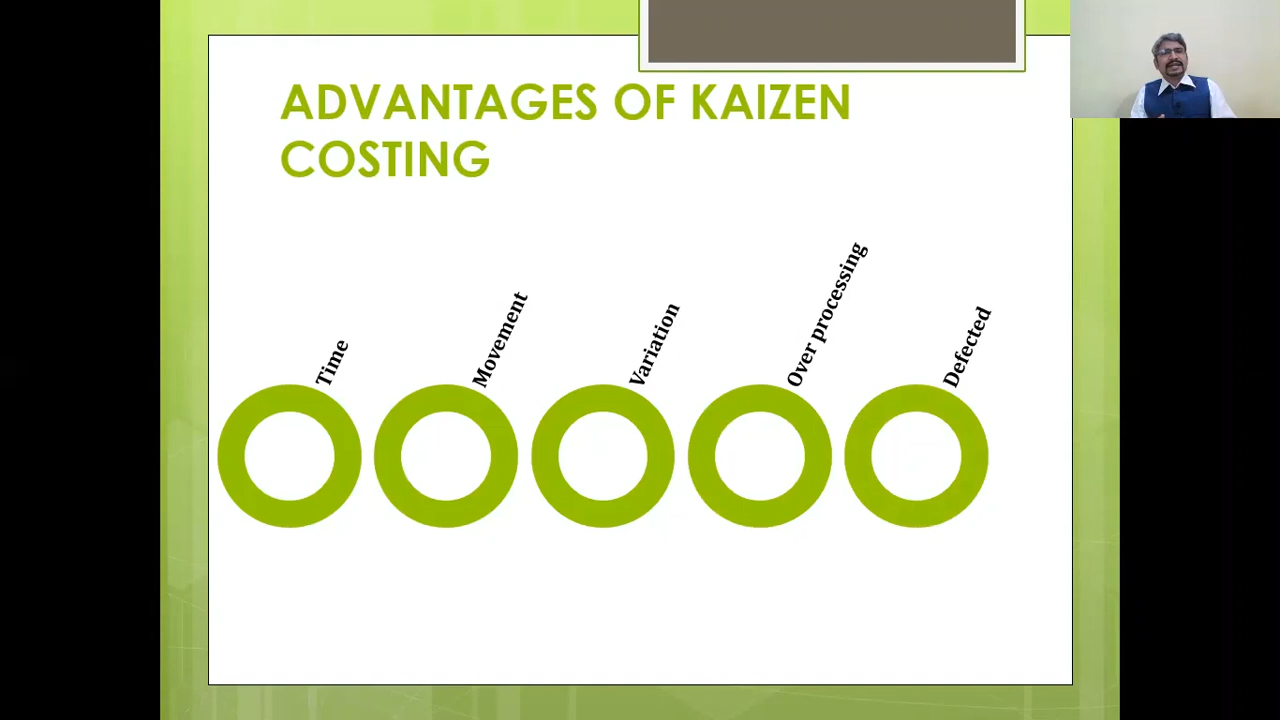 ADVANTAGES OF KAIZEN
COSTING
Time
Movement
Variation
Over processing
Defected